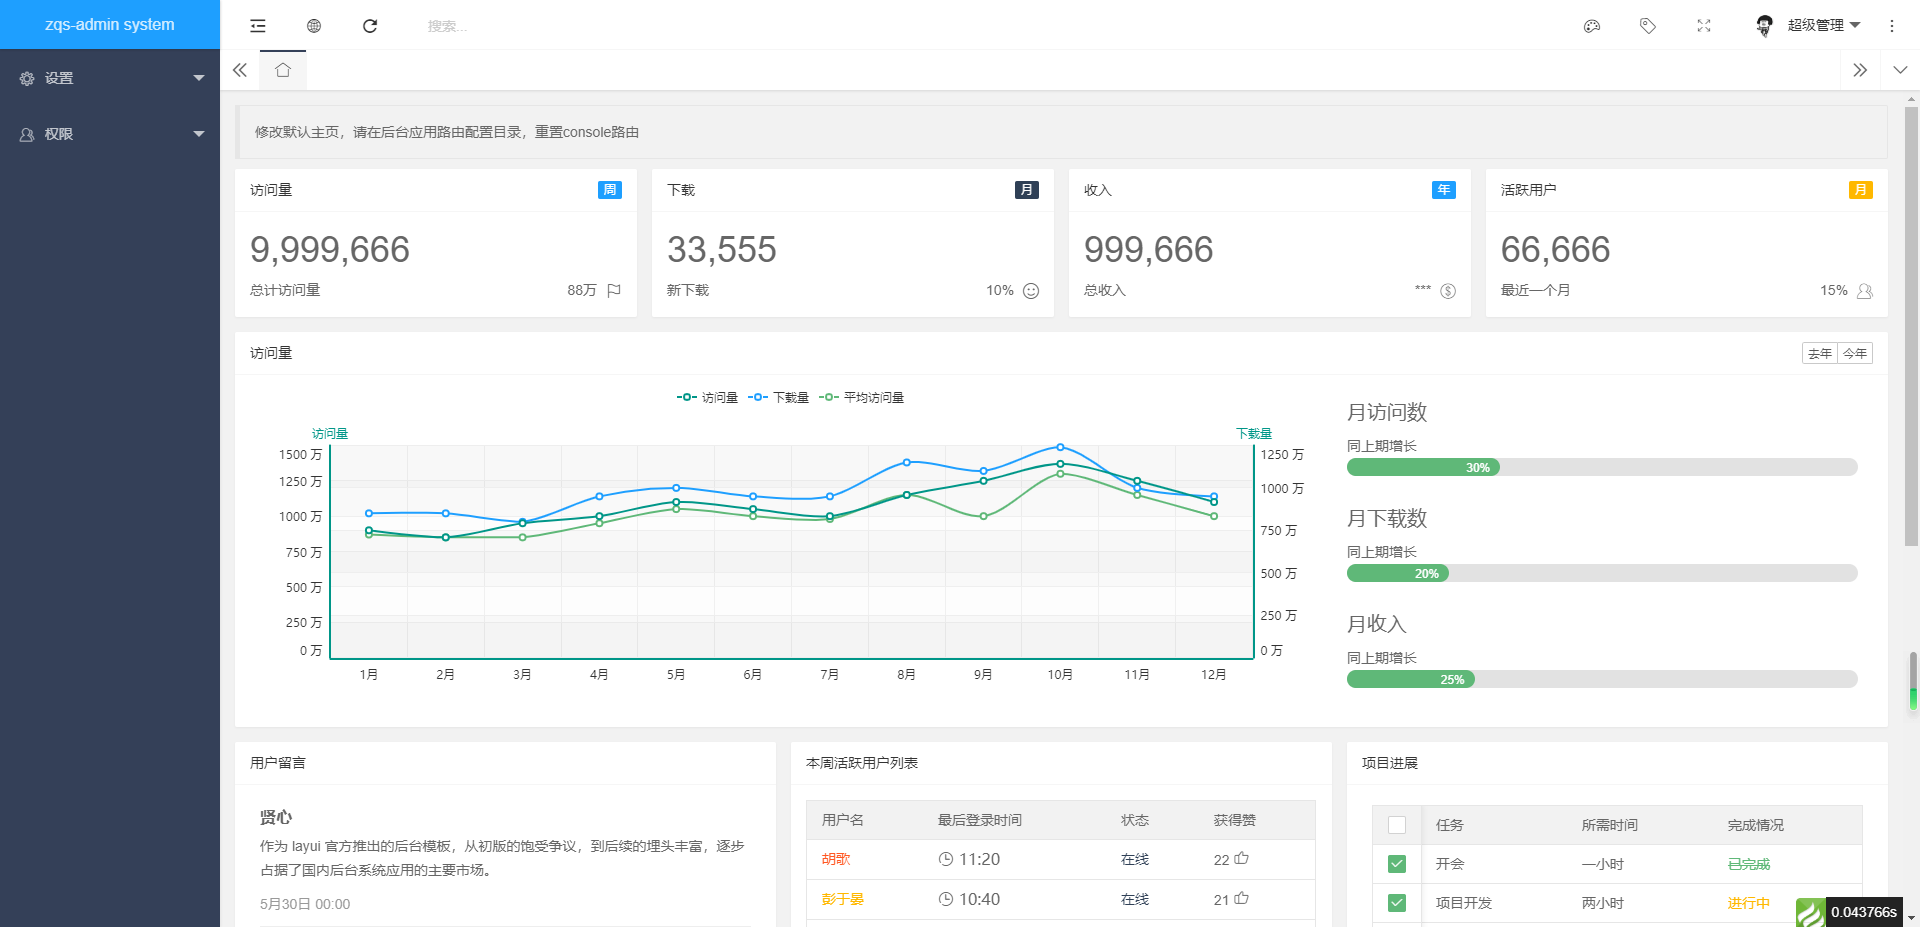 zqs-admin system
搜索...
超级管理
设置
权限
修改默认主页，请在后台应用路由配置目录，重置console路由
访问量 周
9,999,666
总计访问量 88万
下载 月
33,555
新下载 10%
收入 年
999,666
总收入 ***
活跃用户 月
66,666
最近一个月 15%
访问量 去年 今年
访问量 下载量 平均访问量
访问量 下载量
1500 万
1250 万
1000 万
750 万
500 万
250 万
0 万
1250 万
1000 万
750 万
500 万
250 万
0 万
1月 2月 3月 4月 5月 6月 7月 8月 9月 10月 11月 12月
月访问数
同上期增长
30%
月下载数
同上期增长
20%
月收入
同上期增长
25%
用户留言
贤心
作为 layui 官方推出的后台模板，从初版的饱受争议，到后续的埋头丰富，逐步
占据了国内后台系统应用的主要市场。
5月30日 00:00
本周活跃用户列表
用户名 最后登录时间 状态 获得赞
胡歌 11:20 在线 22
彭于晏 10:40 在线 21
项目进展
任务 所需时间 完成情况
开会 一小时 已完成
项目开发 两小时 进行中
0.043766s